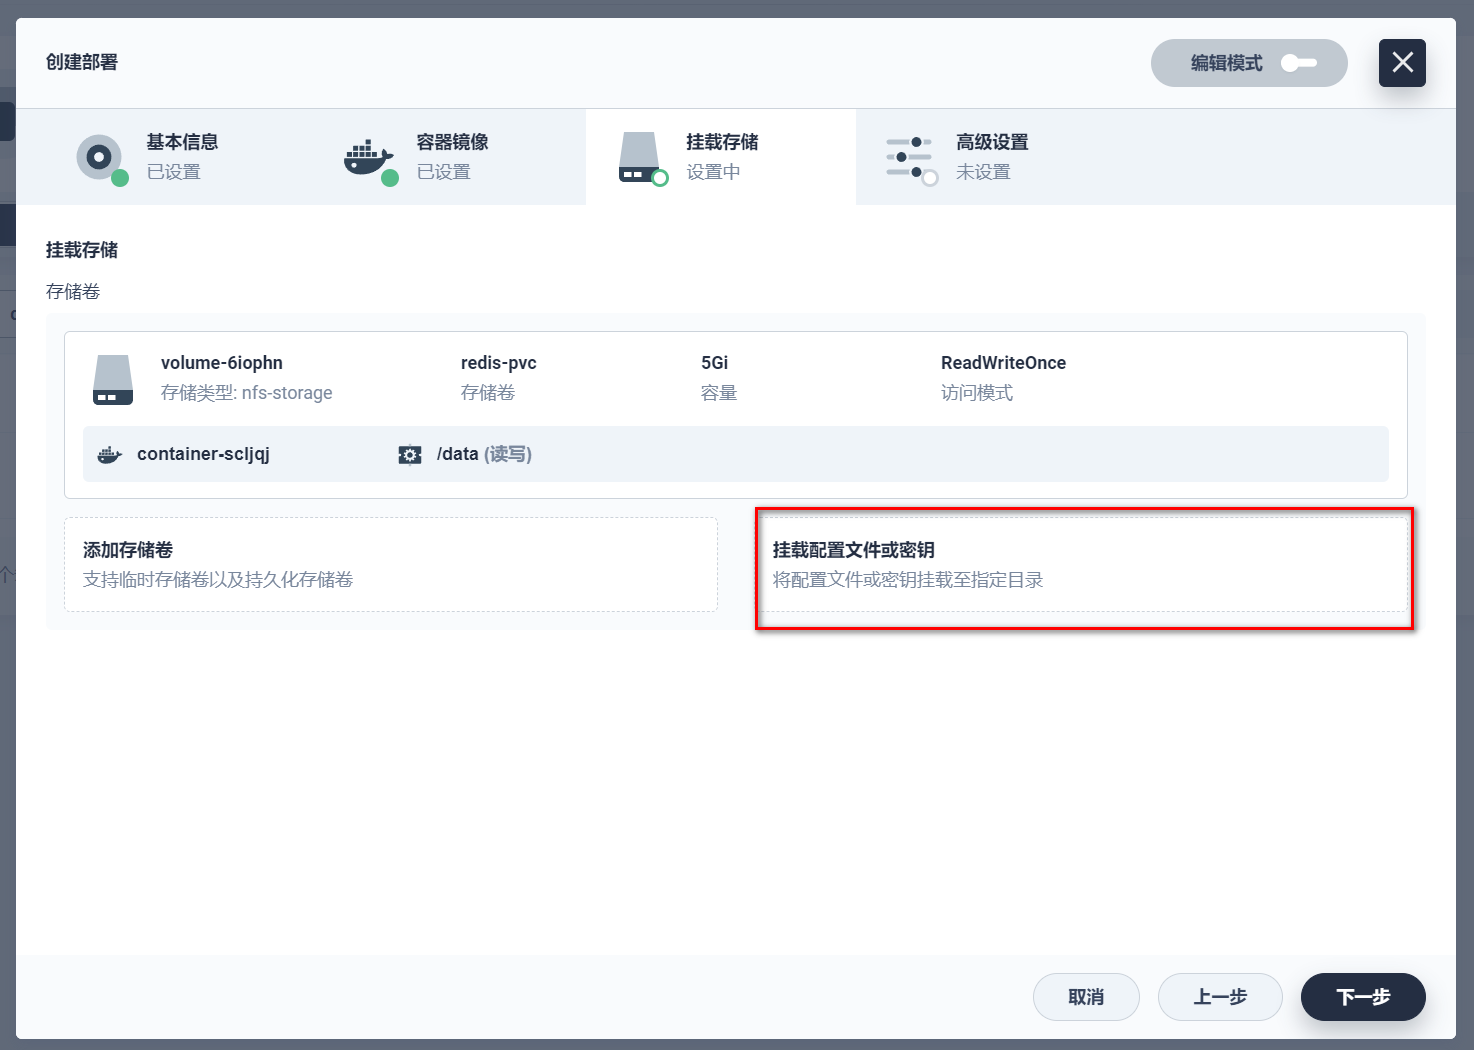 创建部署
编辑模式
基本信息
已设置
容器镜像
已设置
挂载存储
设置中
高级设置
未设置
挂载存储
存储卷
volume-6iophn
存储类型: nfs-storage
redis-pvc
存储卷
5Gi
容量
ReadWriteOnce
访问模式
container-scljqj
/data (读写)
添加存储卷
支持临时存储卷以及持久化存储卷
挂载配置文件或密钥
将配置文件或密钥挂载至指定目录
取消
上一步
下一步